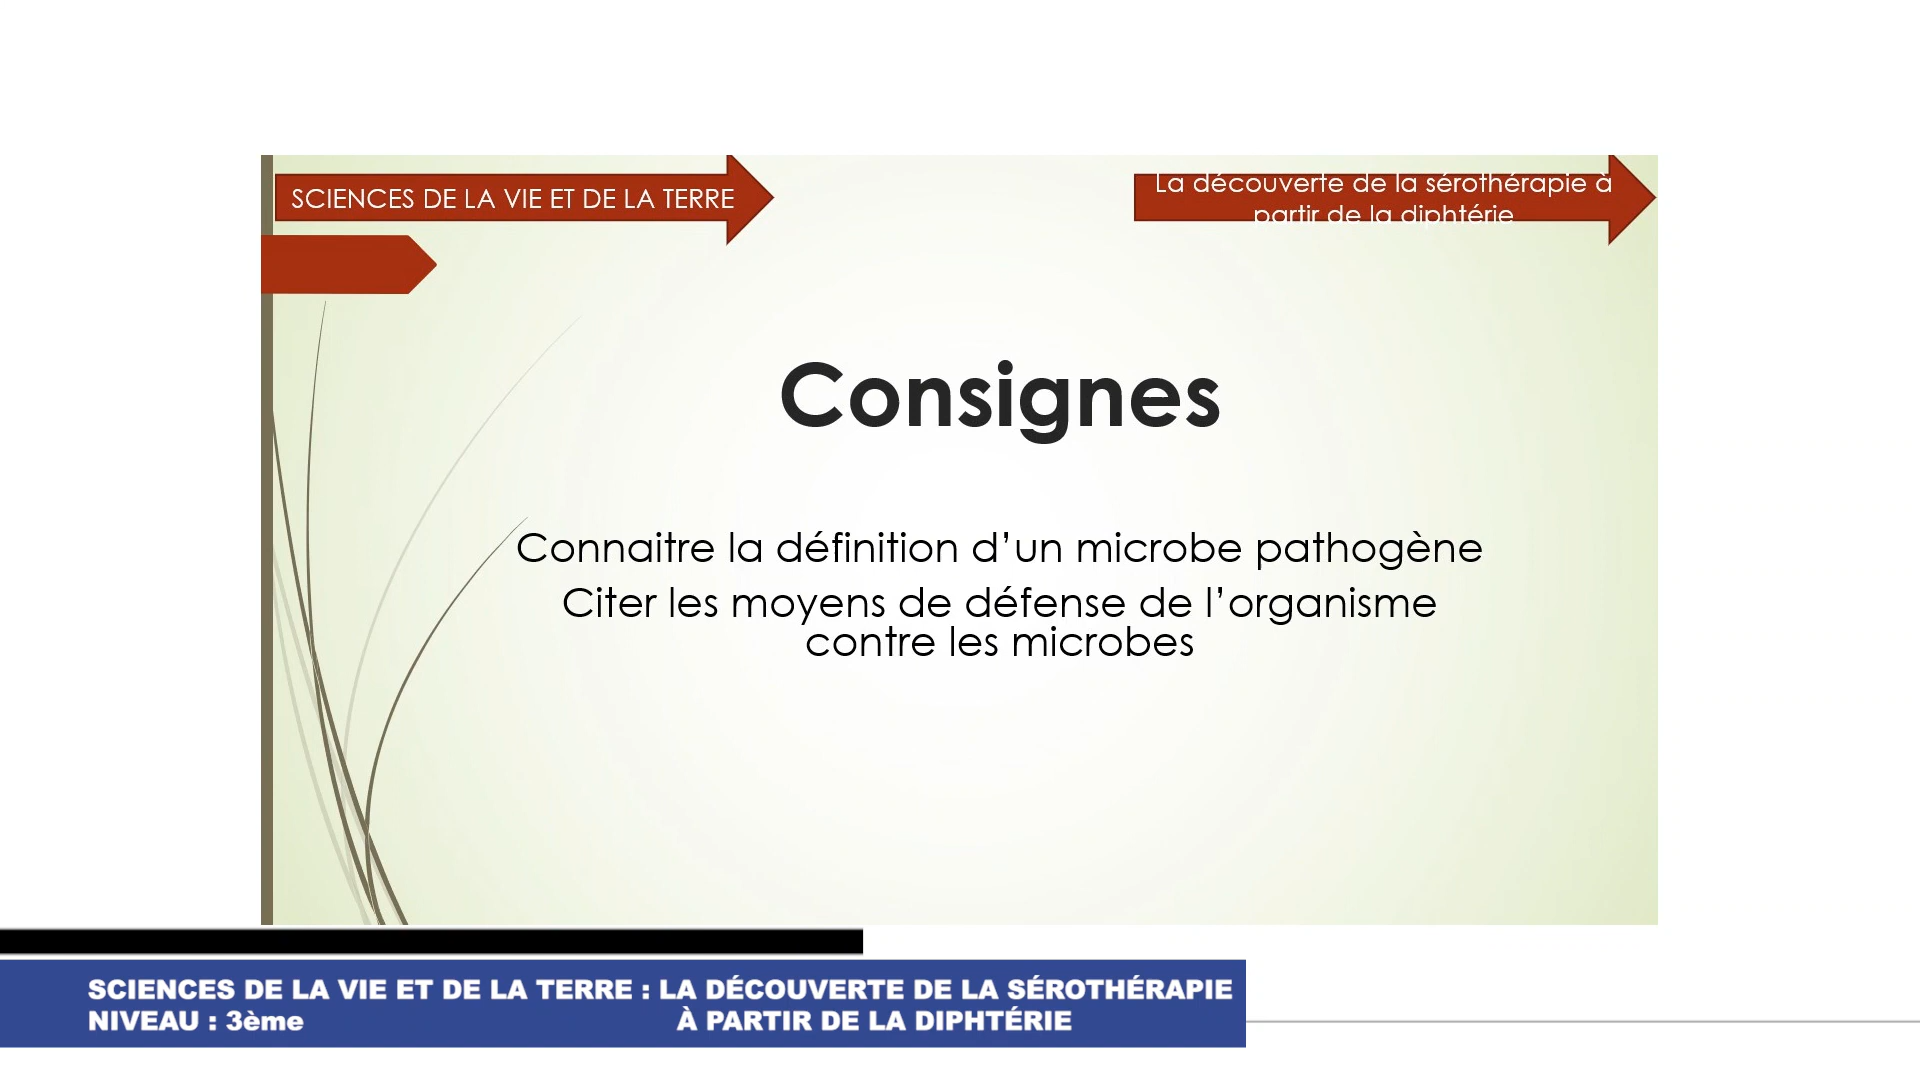 SCIENCES DE LA VIE ET DE LA TERRE
La découverte de la sérothérapie à
partir de la diphtérie
Consignes
Connaitre la définition d’un microbe pathogène
Citer les moyens de défense de l’organisme
contre les microbes
SCIENCES DE LA VIE ET DE LA TERRE : LA DÉCOUVERTE DE LA SÉROTHÉRAPIE
NIVEAU : 3ème À PARTIR DE LA DIPHTÉRIE